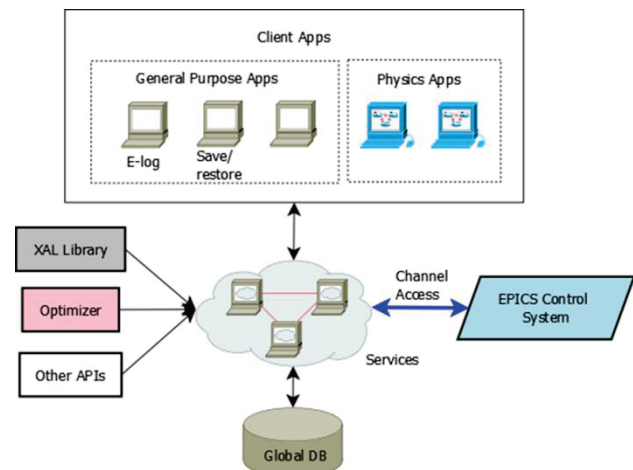 Client Apps
General Purpose Apps
Physics Apps
E-log
Save/
restore
XAL Library
Optimizer
Other APIs
Channel
Access
EPICS Control
System
Services
Global DB